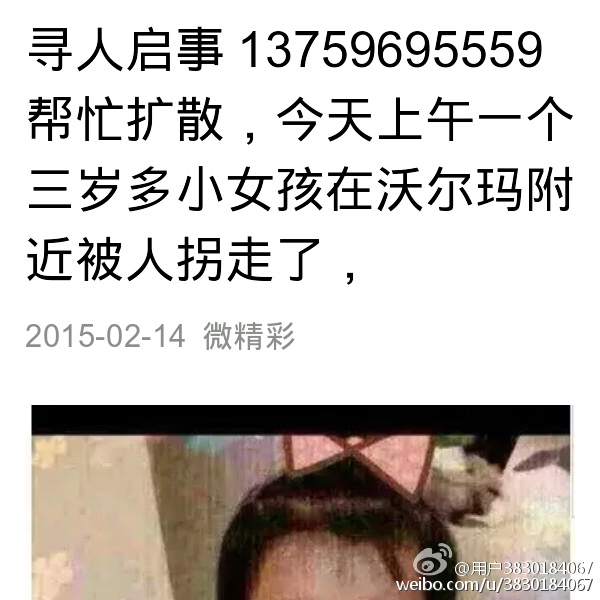 寻人启事 13759695559
帮忙扩散，今天上午一个
三岁多小女孩在沃尔玛附
近被人拐走了，
2015-02-14 微精彩
@用户383018406/
weibo.com/u/3830184067